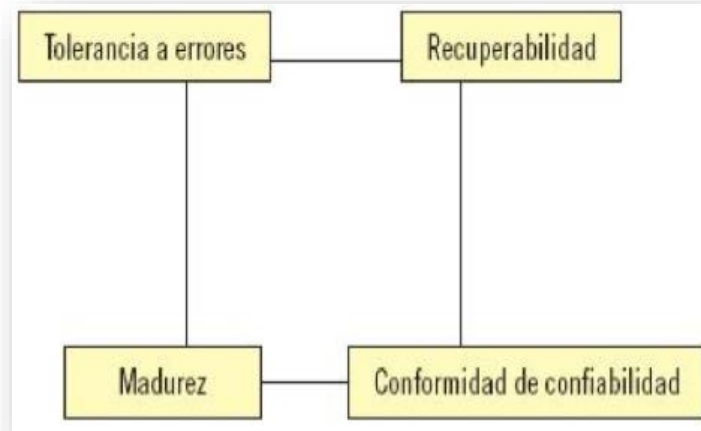 Tolerancia a errores
Recuperabilidad
Madurez
Conformidad de confiabilidad